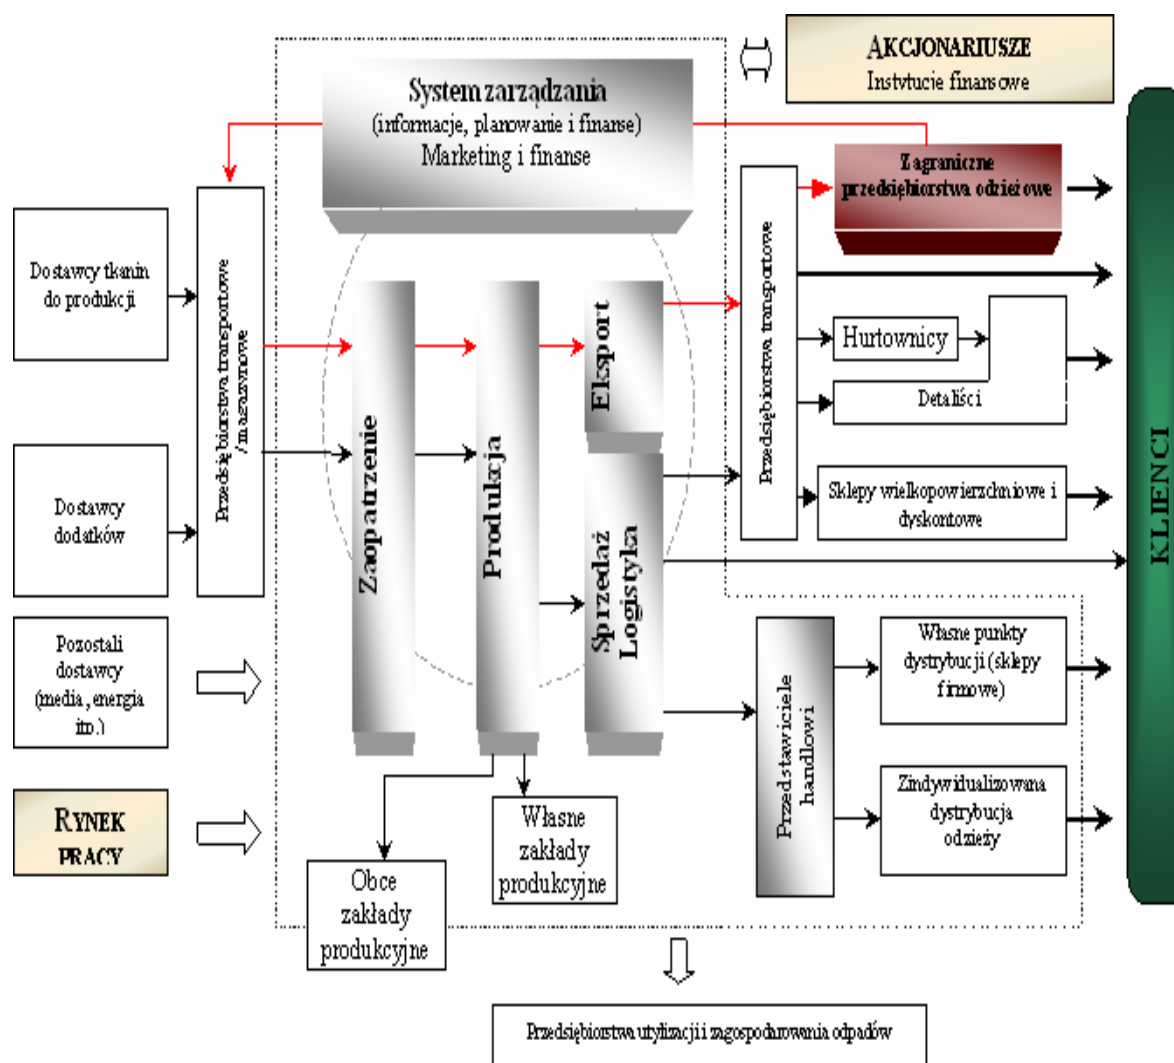 AKCJONARIUSZE
Instytucie finansowe
System zarządzania
(informacje, planowanie i finanse)
Marketing i finanse
Zagraniczne
przedsiębiorstwa odzieżowe
Dostawcy tkanin
do produkcji
Przedsiębiorstwa transportowe
/magazynowe
Zaopatrzenie
Produkcja
Eksport
Sprzedaż
Logistyka
Przedsiębiorstwa transportowe
Hurtownicy
Detaliści
Sklepy wielkopowierzchniowe i
dyskontowe
KLIENCI
Dostawcy
dodatków
Pozostali
dostawcy
(media, energia
itp.)
RYNEK
PRACY
Przedstawiciele
handlowi
Własne punkty
dystrybucji (sklepy
firmowe)
Zindywidualizowana
dystrybucja
odzieży
Własne
zakłady
produkcyjne
Obce
zakłady
produkcyjne
Przedsiębiorstwa utylizacji i zagospodarowania odpadów